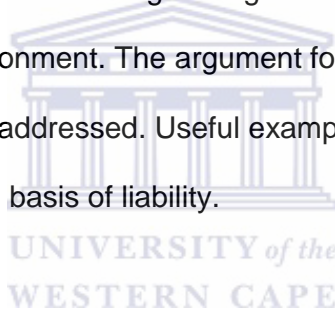 onment. The argument fo
addressed. Useful examp
basis of liability.
UNIVERSITY of the
WESTERN CAPE